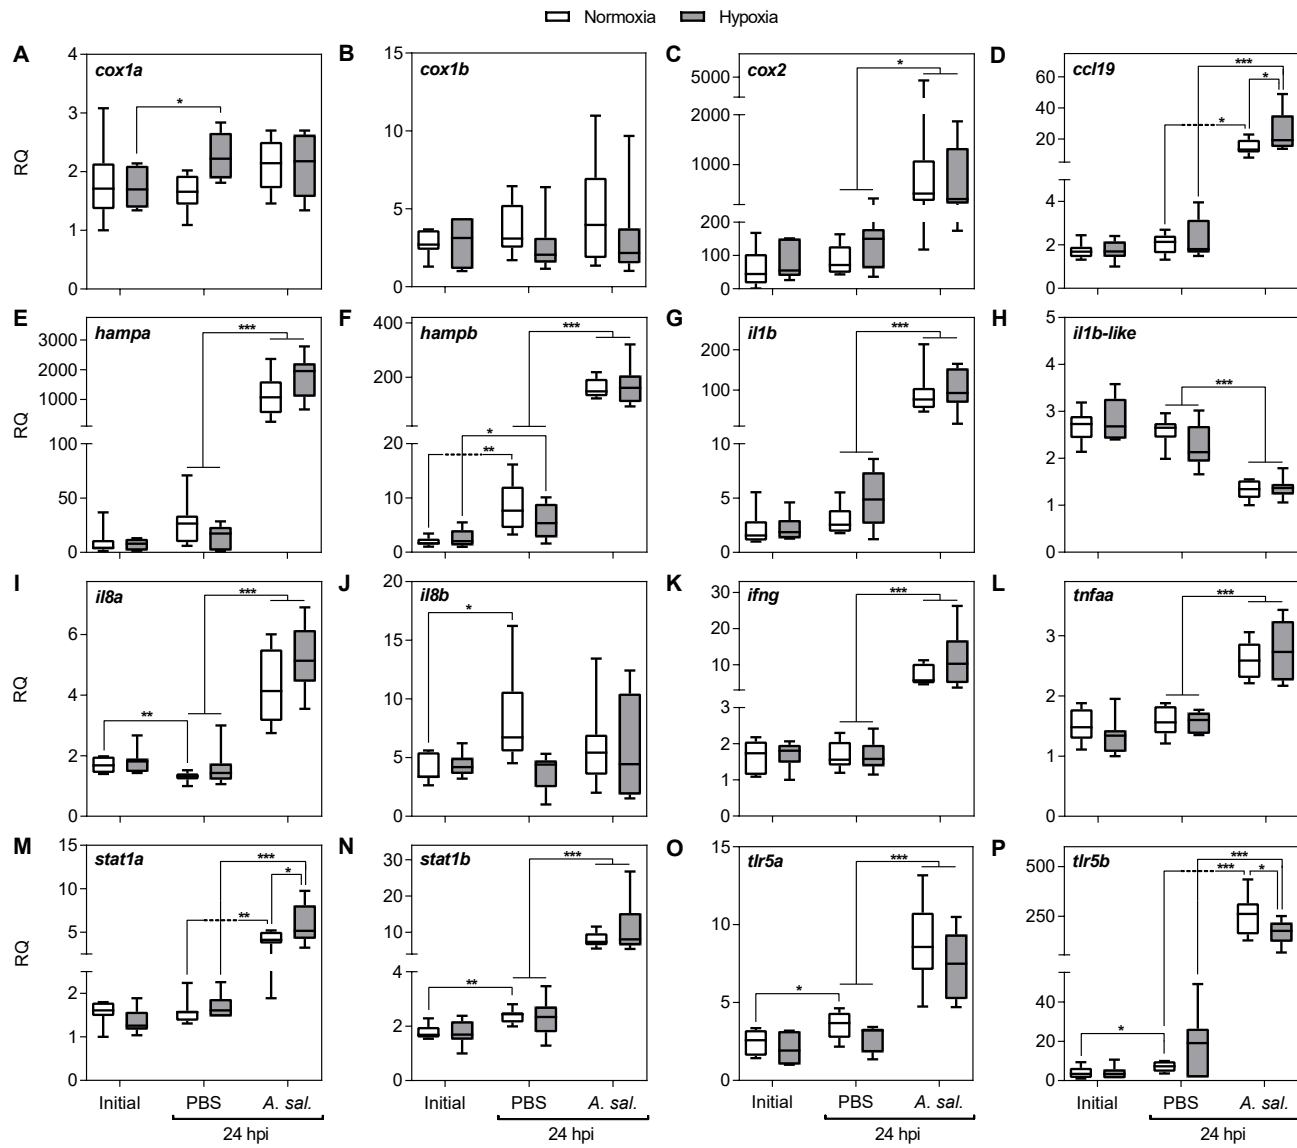 Normoxia Hypoxia
A B C D
cox1a cox1b cox2 ccl19
RQ
4 3 2 1 0
15 10 5 0
5000 2000 1000 200 100 0
60 40 20 4 2 0
* * *** * *
E F G H
hampa hampb il1b il1b-like
RQ
3000 2000 1000 100 50 0
400 200 20 10 0
200 100 10 5 0
5 4 3 2 1 0
*** *** * ** *** ***
I J K L
il8a il8b ifng tnfaa
RQ
6 4 2 0
20 15 10 5 0
30 20 10 3 2 1 0
3 2 1 0
*** ** * *** ***
M N O P
stat1a stat1b tlr5a tlr5b
RQ
15 10 5 2 1 0
30 20 10 4 2 0
15 10 5 0
500 250 40 20 0
*** * ** *** ** *** * *** *** * *
Initial PBS A. sal. Initial PBS A. sal. Initial PBS A. sal. Initial PBS A. sal.
24 hpi 24 hpi 24 hpi 24 hpi